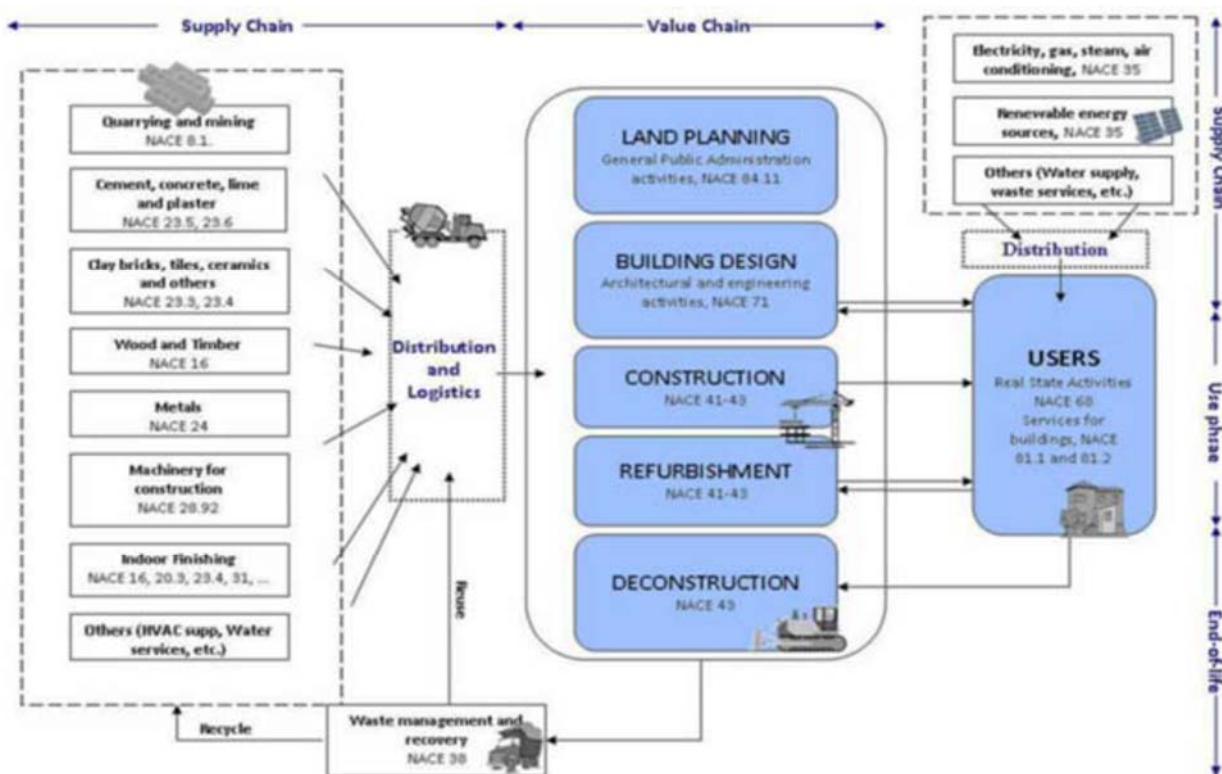 Supply Chain
Value Chain
Quarrying and mining
NACE 8.1.
Cement, concrete, lime
and plaster
NACE 23.5, 23.6
Clay bricks, tiles, ceramics
and others
NACE 23.3, 23.4
Wood and Timber
NACE 16
Metals
NACE 24
Machinery for
construction
NACE 28.92
Indoor Finishing
NACE 16, 20.3, 23.4, 31, ...
Others (HVAC supp, Water
services, etc.)
Distribution
and
Logistics
Reuse
Recycle
Waste management and
recovery
NACE 38
LAND PLANNING
General Public Administration
activities, NACE 84.11
BUILDING DESIGN
Architectural and engineering
activities, NACE 71
CONSTRUCTION
NACE 41-43
REFURBISHMENT
NACE 41-43
DECONSTRUCTION
NACE 43
Electricity, gas, steam, air
conditioning, NACE 35
Renewable energy
sources, NACE 35
Others (Water supply,
waste services, etc.)
Distribution
USERS
Real State Activities
NACE 68
Services for
buildings, NACE
81.1 and 81.2
Supply Chain
Use phrae
End-of-life